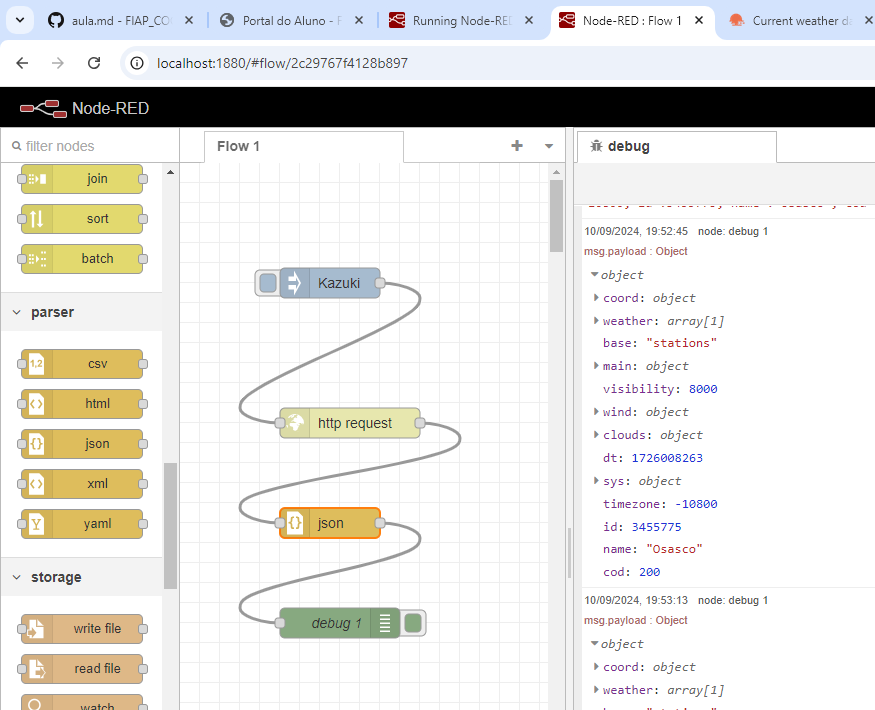 aula.md - FIAP_CO
Portal do Aluno - F
Running Node-RE
Node-RED : Flow 1
Current weather da
localhost:1880/#flow/2c29767f4128b897
Node-RED
filter nodes
Flow 1
debug
join
sort
batch
parser
csv
html
json
xml
yaml
storage
write file
read file
watch
Kazuki
http request
json
debug 1
10/09/2024, 19:52:45 node: debug 1
msg.payload : Object
object
coord: object
weather: array[1]
base: "stations"
main: object
visibility: 8000
wind: object
clouds: object
dt: 1726008263
sys: object
timezone: -10800
id: 3455775
name: "Osasco"
cod: 200
10/09/2024, 19:53:13 node: debug 1
msg.payload : Object
object
coord: object
weather: array[1]